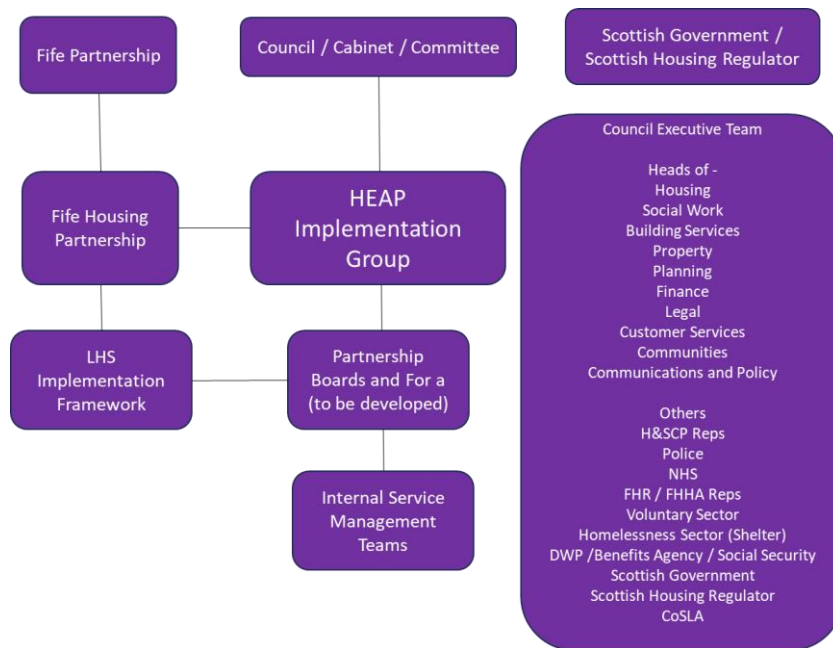 Fife Partnership
Council / Cabinet / Committee
Scottish Government /
Scottish Housing Regulator
Fife Housing
Partnership
HEAP
Implementation
Group
LHS
Implementation
Framework
Partnership
Boards and For a
(to be developed)
Internal Service
Management
Teams
Council Executive Team
Heads of -
Housing
Social Work
Building Services
Property
Planning
Finance
Legal
Customer Services
Communities
Communications and Policy
Others
H&SCP Reps
Police
NHS
FHR / FHHA Reps
Voluntary Sector
Homelessness Sector (Shelter)
DWP /Benefits Agency / Social Security
Scottish Government
Scottish Housing Regulator
CoSLA